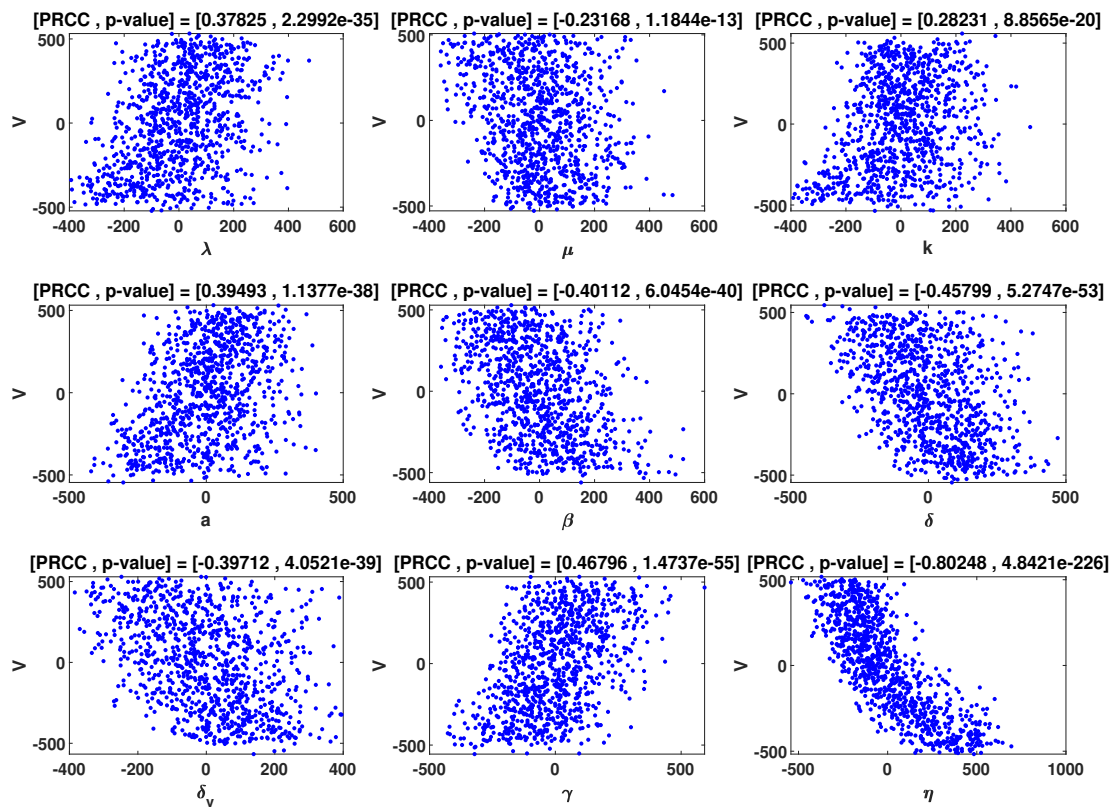 [PRCC , p-value] = [0.37825 , 2.2992e-35]
500
0
-500
V
-400 -200 0 200 400 600
λ
[PRCC , p-value] = [-0.23168 , 1.1844e-13]
500
0
-500
V
-400 -200 0 200 400 600
μ
[PRCC , p-value] = [0.28231 , 8.8565e-20]
500
0
-500
V
-400 -200 0 200 400 600
k
[PRCC , p-value] = [0.39493 , 1.1377e-38]
500
0
-500
V
-500 0 500
a
[PRCC , p-value] = [-0.40112 , 6.0454e-40]
500
0
-500
V
-400 -200 0 200 400 600
β
[PRCC , p-value] = [-0.45799 , 5.2747e-53]
500
0
-500
V
-500 0 500
δ
[PRCC , p-value] = [-0.39712 , 4.0521e-39]
500
0
-500
V
-400 -200 0 200 400
δ_v
[PRCC , p-value] = [0.46796 , 1.4737e-55]
500
0
-500
V
-500 0 500
γ
[PRCC , p-value] = [-0.80248 , 4.8421e-226]
500
0
-500
V
-500 0 500 1000
η